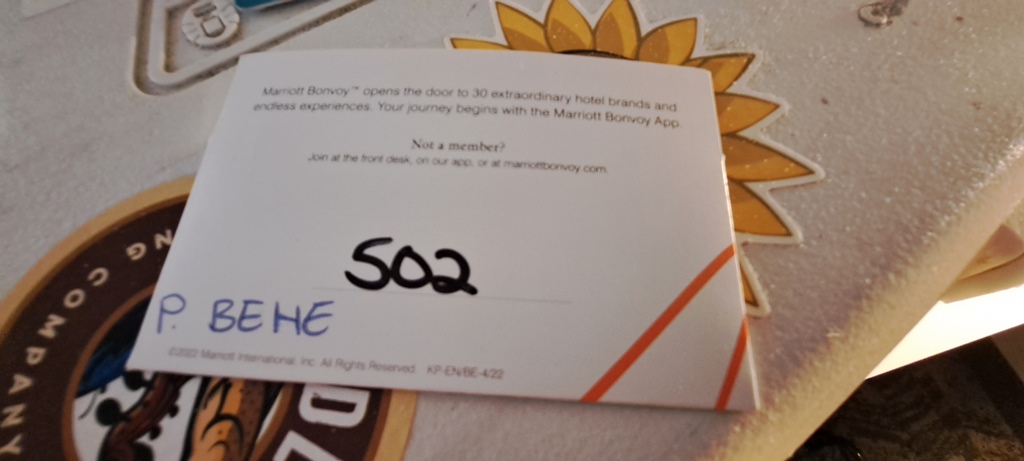 Marriott Bonvoy™ opens the door to 30 extraordinary hotel brands and
endless experiences. Your journey begins with the Marriott Bonvoy App.
Not a member?
Join at the front desk, on our app, or at marriottbonvoy.com.
502
P. BEHE
©2022 Marriott International, Inc. All Rights Reserved. KP-EN/BE-4/22
NG COMPANY